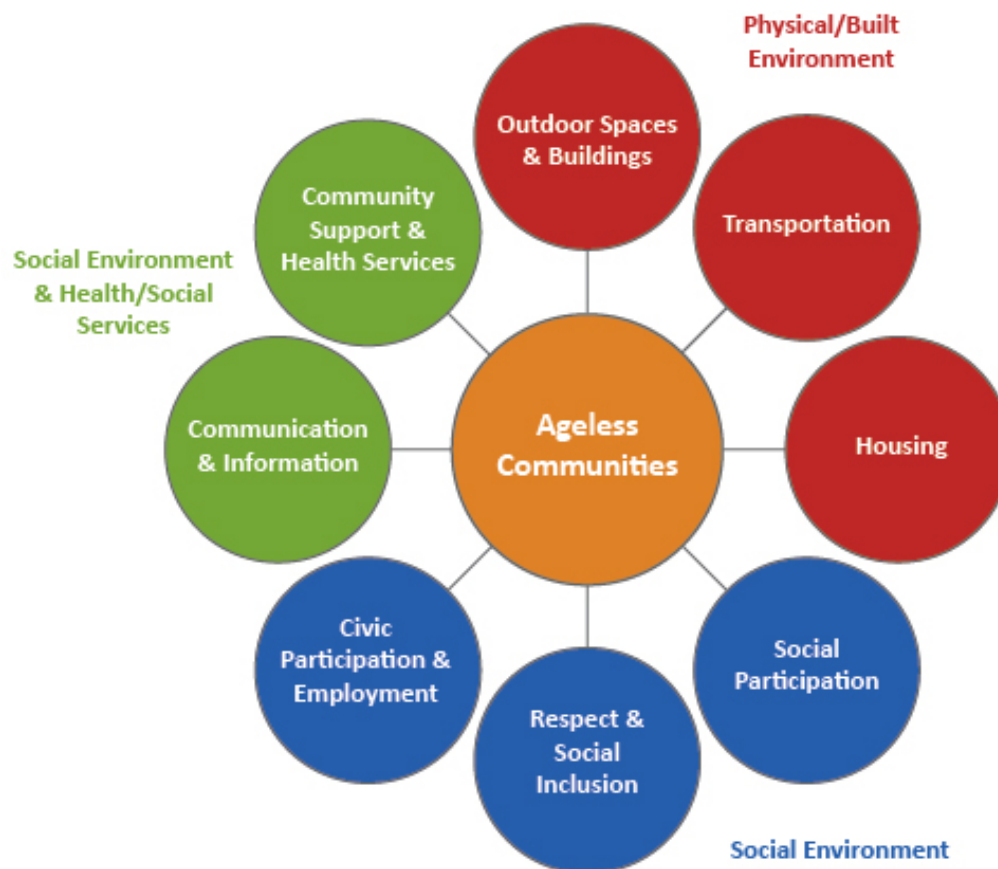 Physical/Built
Environment
Outdoor Spaces
& Buildings
Transportation
Housing
Social
Participation
Social Environment
Respect &
Social
Inclusion
Civic
Participation &
Employment
Communication
& Information
Community
Support &
Health Services
Social Environment
& Health/Social
Services
Ageless
Communities